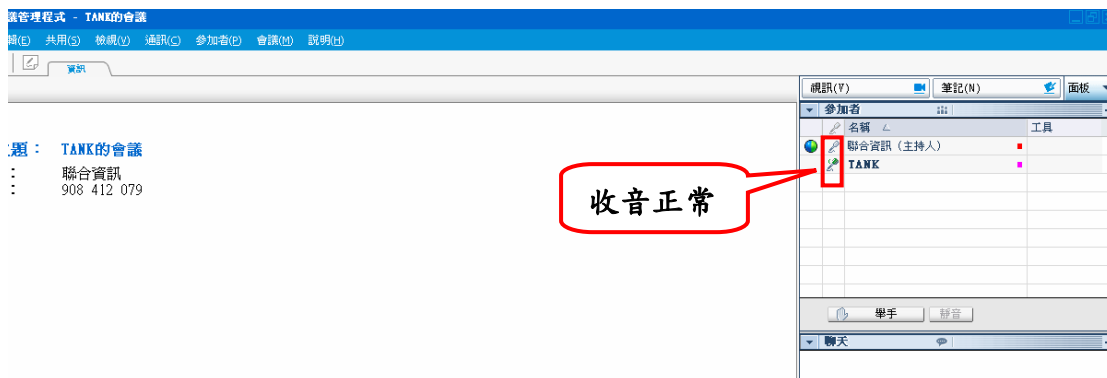 議管理程式 - TANK的會議
輯(E) 共用(S) 檢視(V) 通訊(C) 參加者(P) 會議(M) 說明(H)
資訊
視訊(V) 筆記(N) 面板
參加者
名稱 工具
主題： TANK的會議
聯合資訊（主持人）
： 聯合資訊
TANK
： 908 412 079
收音正常
舉手 靜音
聊天